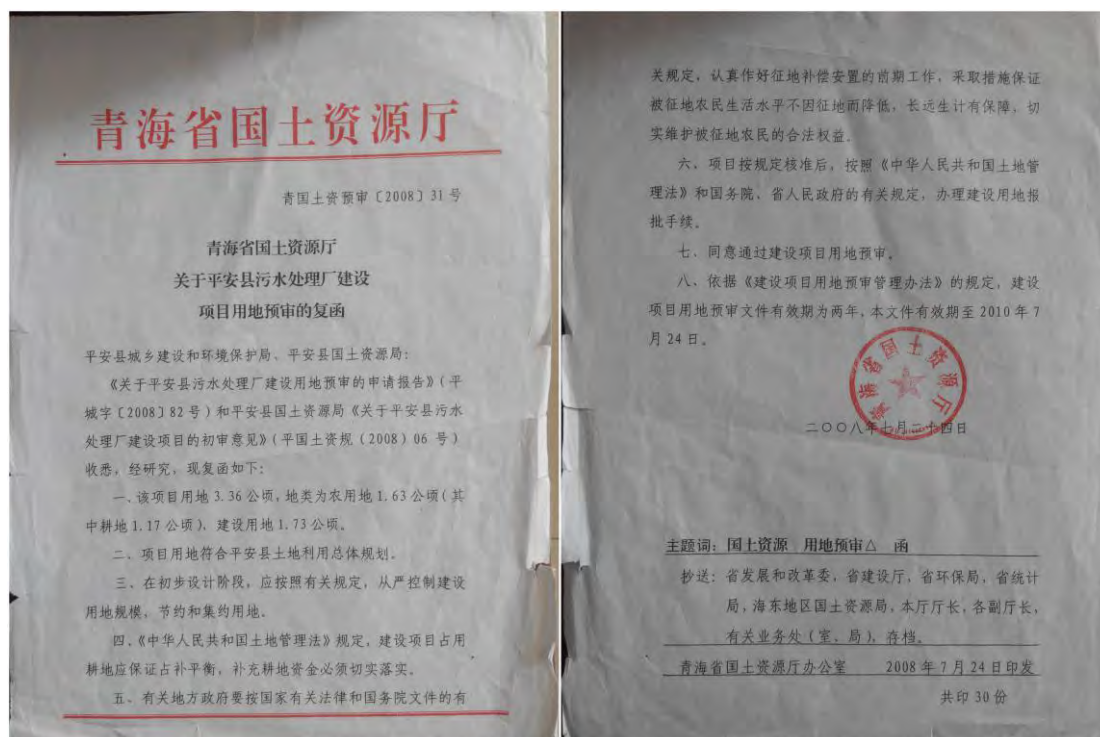 青海省国土资源厅
青国土资预审〔2008〕31号
青海省国土资源厅
关于平安县污水处理厂建设
项目用地预审的复函
平安县城乡建设和环境保护局、平安县国土资源局:
《关于平安县污水处理厂建设用地预审的申请报告》(平
城字〔2008〕82号)和平安县国土资源局《关于平安县污水
处理厂建设项目的初审意见》(平国土资规(2008)06 号)
收悉,经研究,现复函如下:
一、该项目用地3.36公顷,地类为农用地1.63公顷(其
中耕地1.17公顷)、建设用地1.73公顷。
二、项目用地符合平安县土地利用总体规划。
三、在初步设计阶段,应按照有关规定,从严控制建设
用地规模,节约和集约用地。
四、《中华人民共和国土地管理法》规定,建设项目占用
耕地应保证占补平衡,补充耕地资金必须切实落实。
五、有关地方政府要按国家有关法律和国务院文件的有
关规定,认真作好征地补偿安置的前期工作,采取措施保证
被征地农民生活水平不因征地而降低,长远生计有保障,切
实维护被征地农民的合法权益。
六、项目按规定核准后,按照《中华人民共和国土地管
理法》和国务院、省人民政府的有关规定,办理建设用地报
批手续。
七、同意通过建设项目用地预审。
八、依据《建设项目用地预审管理办法》的规定,建设
项目用地预审文件有效期为两年,本文件有效期至2010年7
月24日。
青海省国土资源厅
二〇〇八年七月二十四日
主题词:国土资源 用地预审△ 函
抄送:省发展和改革委,省建设厅,省环保局,省统计
局,海东地区国土资源局,本厅厅长,各副厅长,
有关业务处(室、局),存档。
青海省国土资源厅办公室 2008年7月24日印发
共印30份